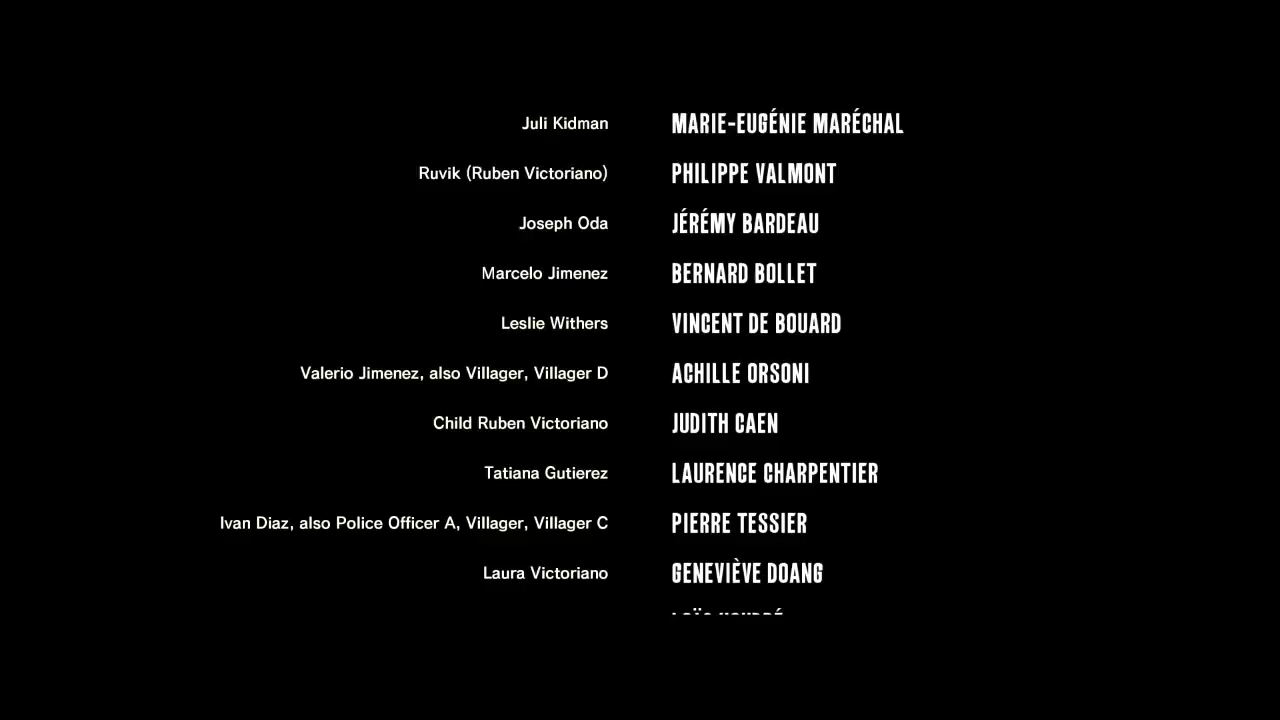 Juli Kidman MARIE-EUGÉNIE MARÉCHAL
Ruvik (Ruben Victoriano) PHILIPPE VALMONT
Joseph Oda JÉRÉMY BARDEAU
Marcelo Jimenez BERNARD BOLLET
Leslie Withers VINCENT DE BOUARD
Valerio Jimenez, also Villager, Villager D ACHILLE ORSONI
Child Ruben Victoriano JUDITH CAEN
Tatiana Gutierez LAURENCE CHARPENTIER
Ivan Diaz, also Police Officer A, Villager, Villager C PIERRE TESSIER
Laura Victoriano GENEVIÈVE DOANG